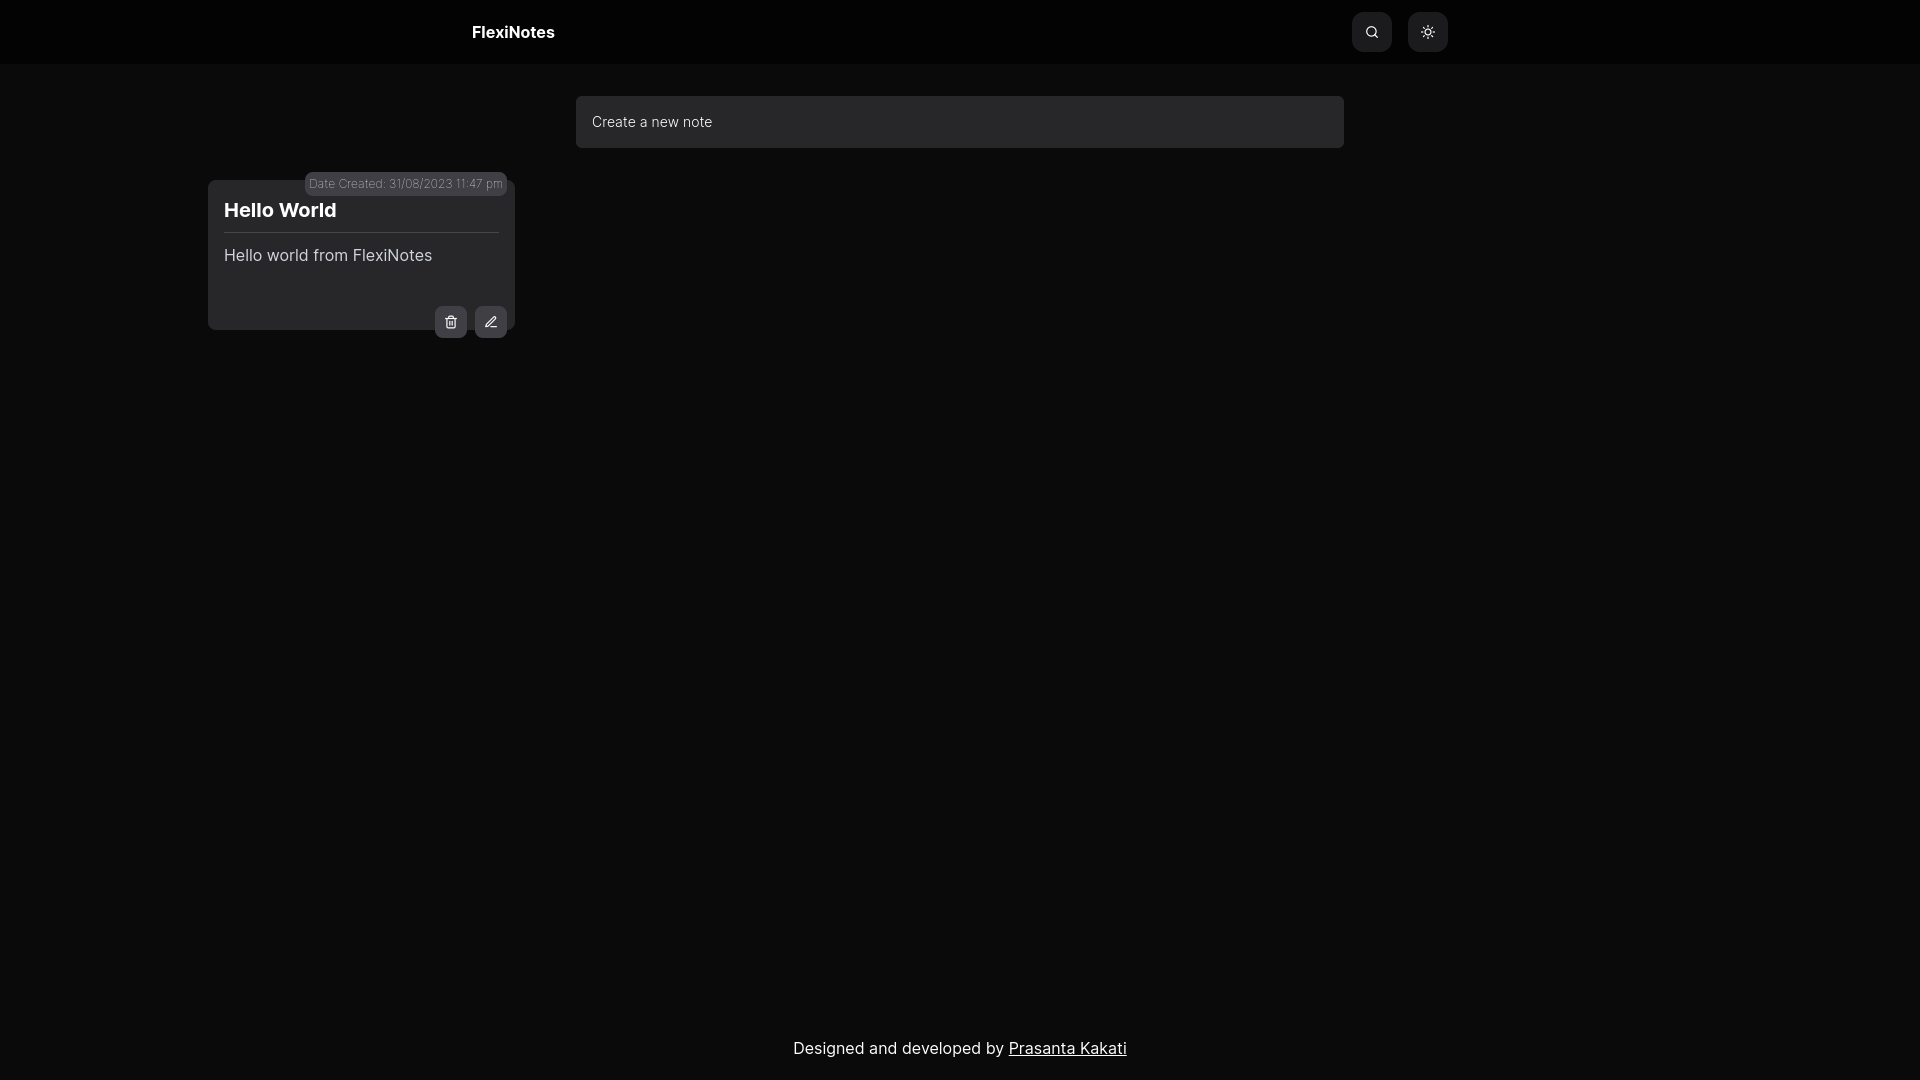 FlexiNotes
Create a new note
Date Created: 31/08/2023 11:47 pm
Hello World
Hello world from FlexiNotes
Designed and developed by Prasanta Kakati